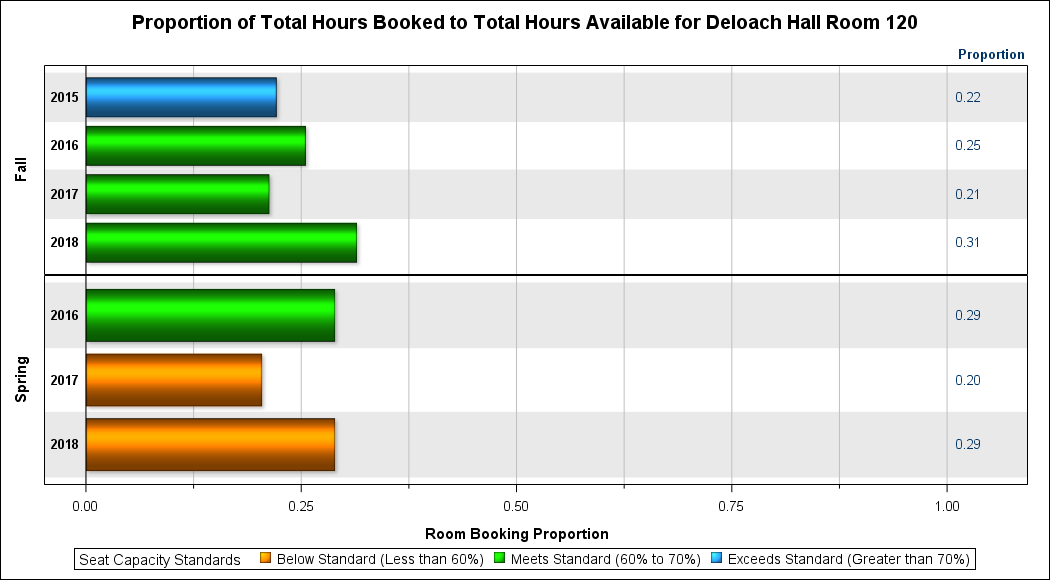 Proportion of Total Hours Booked to Total Hours Available for Deloach Hall Room 120
Proportion
Fall
2015 0.22
2016 0.25
2017 0.21
2018 0.31
Spring
2016 0.29
2017 0.20
2018 0.29
0.00 0.25 0.50 0.75 1.00
Room Booking Proportion
Seat Capacity Standards Below Standard (Less than 60%) Meets Standard (60% to 70%) Exceeds Standard (Greater than 70%)